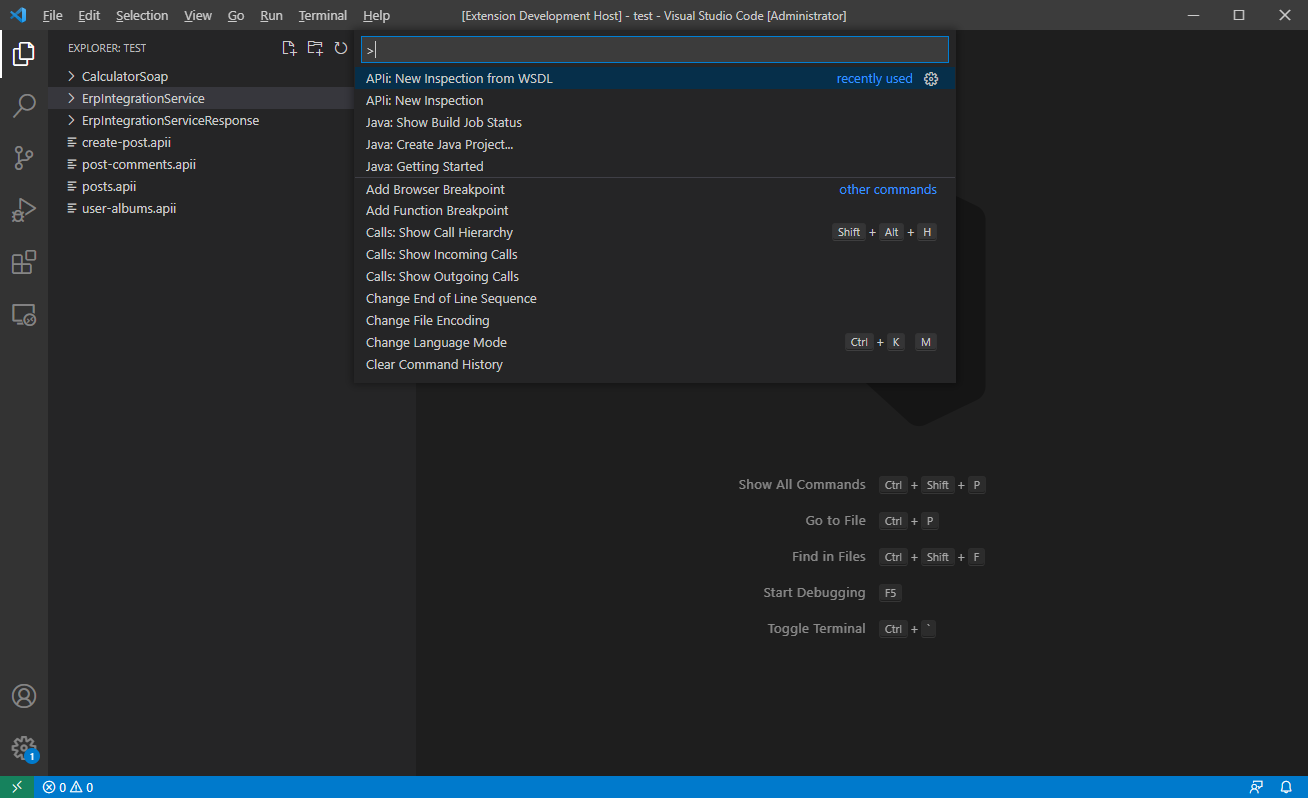 File Edit Selection View Go Run Terminal Help [Extension Development Host] - test - Visual Studio Code [Administrator]
EXPLORER: TEST
CalculatorSoap
ErpIntegrationService
ErpIntegrationServiceResponse
create-post.apii
post-comments.apii
posts.apii
user-albums.apii
>
APIi: New Inspection from WSDL recently used
APIi: New Inspection
Java: Show Build Job Status
Java: Create Java Project...
Java: Getting Started
Add Browser Breakpoint other commands
Add Function Breakpoint
Calls: Show Call Hierarchy Shift + Alt + H
Calls: Show Incoming Calls
Calls: Show Outgoing Calls
Change End of Line Sequence
Change File Encoding
Change Language Mode Ctrl + K M
Clear Command History
Show All Commands Ctrl + Shift + P
Go to File Ctrl + P
Find in Files Ctrl + Shift + F
Start Debugging F5
Toggle Terminal Ctrl + `
1
0 0